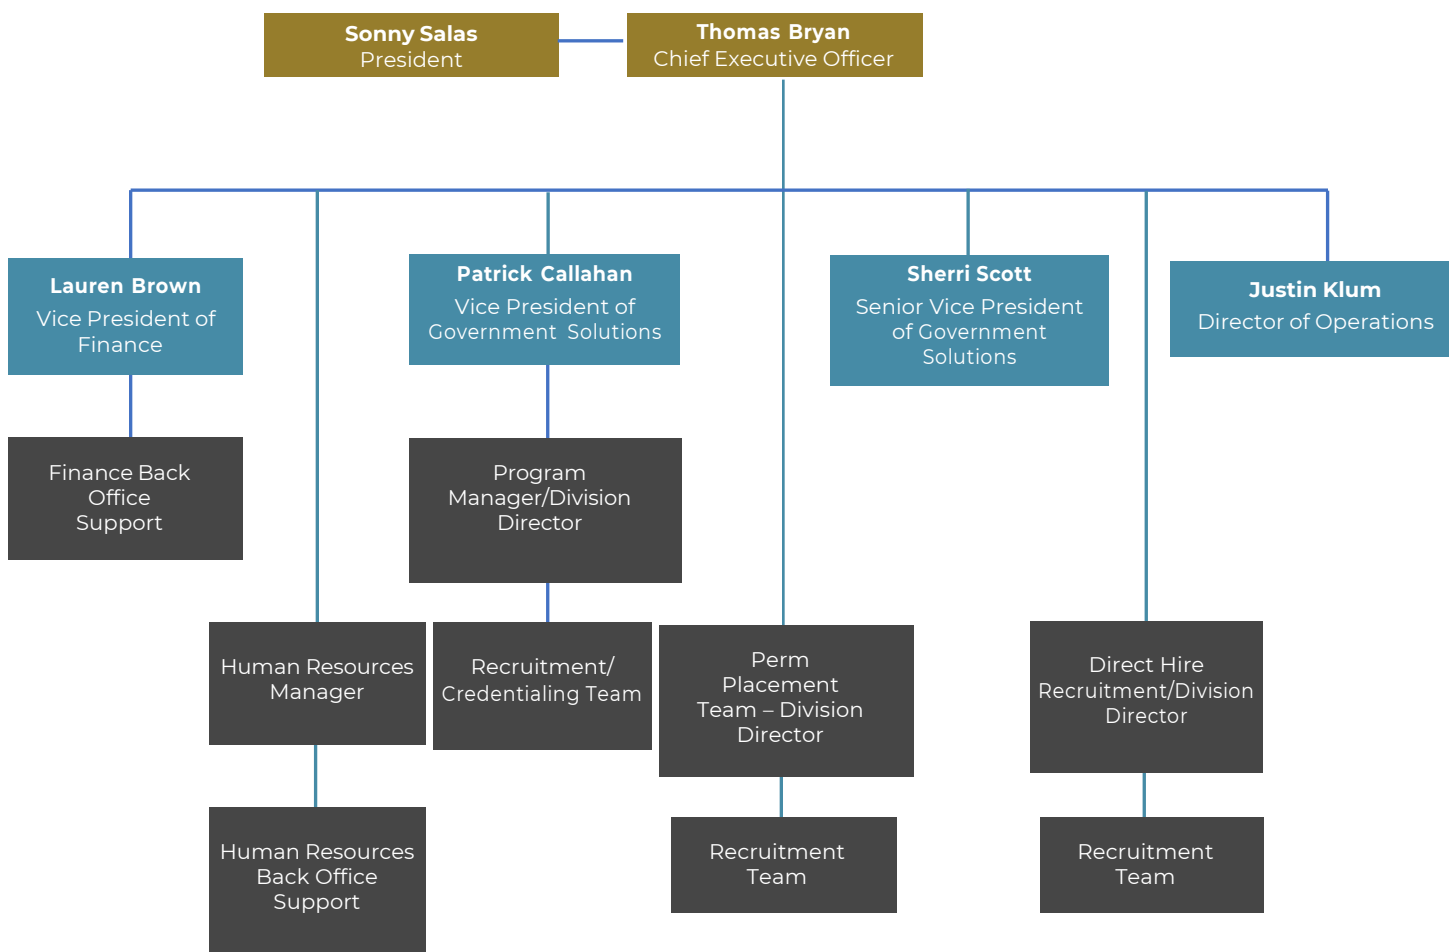 Sonny Salas
President
Thomas Bryan
Chief Executive Officer
Lauren Brown
Vice President of
Finance
Patrick Callahan
Vice President of
Government Solutions
Sherri Scott
Senior Vice President
of Government
Solutions
Justin Klum
Director of Operations
Finance Back
Office
Support
Program
Manager/Division
Director
Human Resources
Manager
Recruitment/
Credentialing Team
Perm
Placement
Team – Division
Director
Direct Hire
Recruitment/Division
Director
Human Resources
Back Office
Support
Recruitment
Team
Recruitment
Team